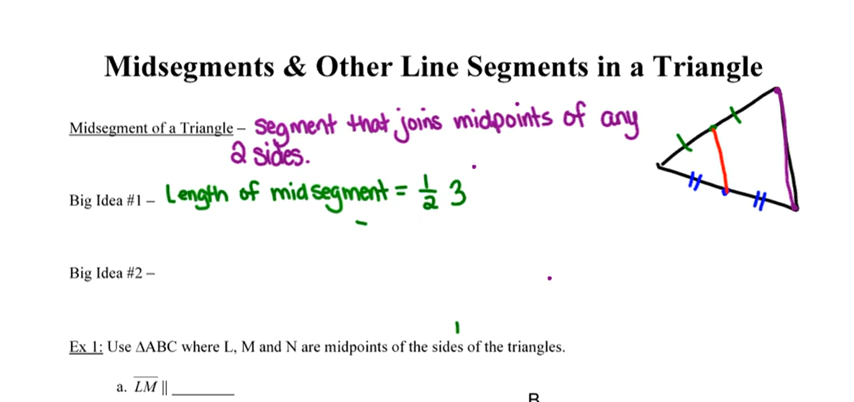 Midsegments & Other Line Segments in a Triangle
Midsegment of a Triangle – Segment that joins midpoints of any
2 sides.
Big Idea #1 – Length of midsegment = 1/2 3
Big Idea #2 –
Ex 1: Use ΔABC where L, M and N are midpoints of the sides of the triangles.
a. LM || ________
B